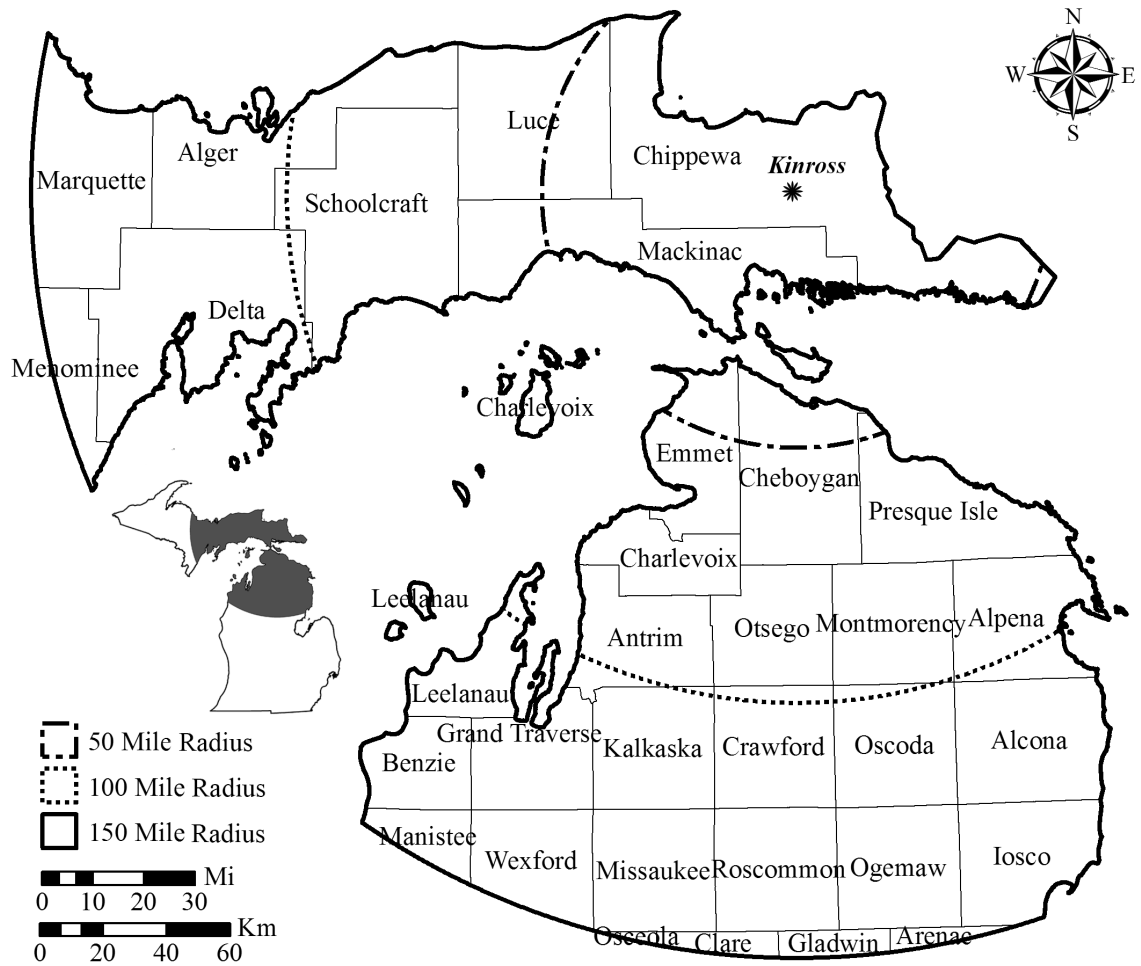 N
W E
S
Luce
Chippewa
Kinross
Alger
Marquette
Schoolcraft
Mackinac
Delta
Menominee
Charlevoix
Emmet
Cheboygan
Presque Isle
Charlevoix
Leelanau
Antrim
Otsego
Montmorency
Alpena
Leelanau
Grand Traverse
Kalkaska
Crawford
Oscoda
Alcona
Benzie
Manistee
Wexford
Missaukee
Roscommon
Ogemaw
Iosco
Osceola
Clare
Gladwin
Arenac
50 Mile Radius
100 Mile Radius
150 Mile Radius
Mi
0 10 20 30
Km
0 20 40 60